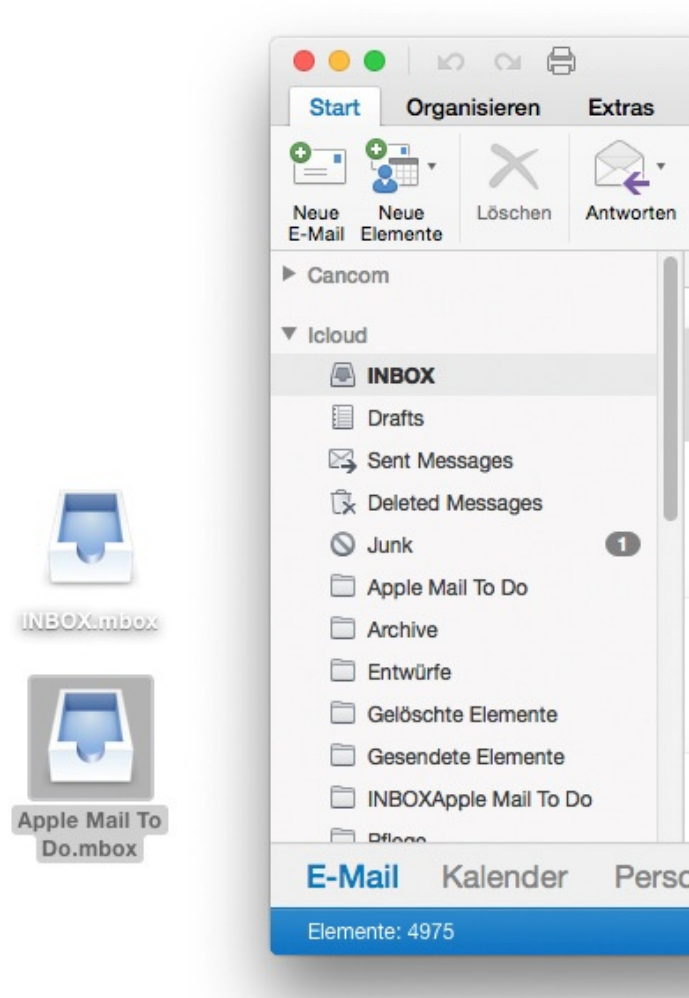 Start Organisieren Extras
Neue E-Mail
Neue Elemente
Löschen
Antworten
Cancom
Icloud
INBOX
Drafts
Sent Messages
Deleted Messages
Junk 1
Apple Mail To Do
Archive
Entwürfe
Gelöschte Elemente
Gesendete Elemente
INBOXApple Mail To Do
Pflege
E-Mail Kalender Perso
Elemente: 4975
INBOX.mbox
Apple Mail To
Do.mbox